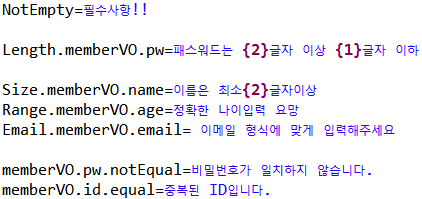 NotEmpty=필수사항!!
Length.memberVO.pw=패스워드는 {2}글자 이상 {1}글자 이하
Size.memberVO.name=이름은 최소{2}글자이상
Range.memberVO.age=정확한 나이입력 요망
Email.memberVO.email= 이메일 형식에 맞게 입력해주세요
memberVO.pw.notEqual=비밀번호가 일치하지 않습니다.
memberVO.id.equal=중복된 ID입니다.